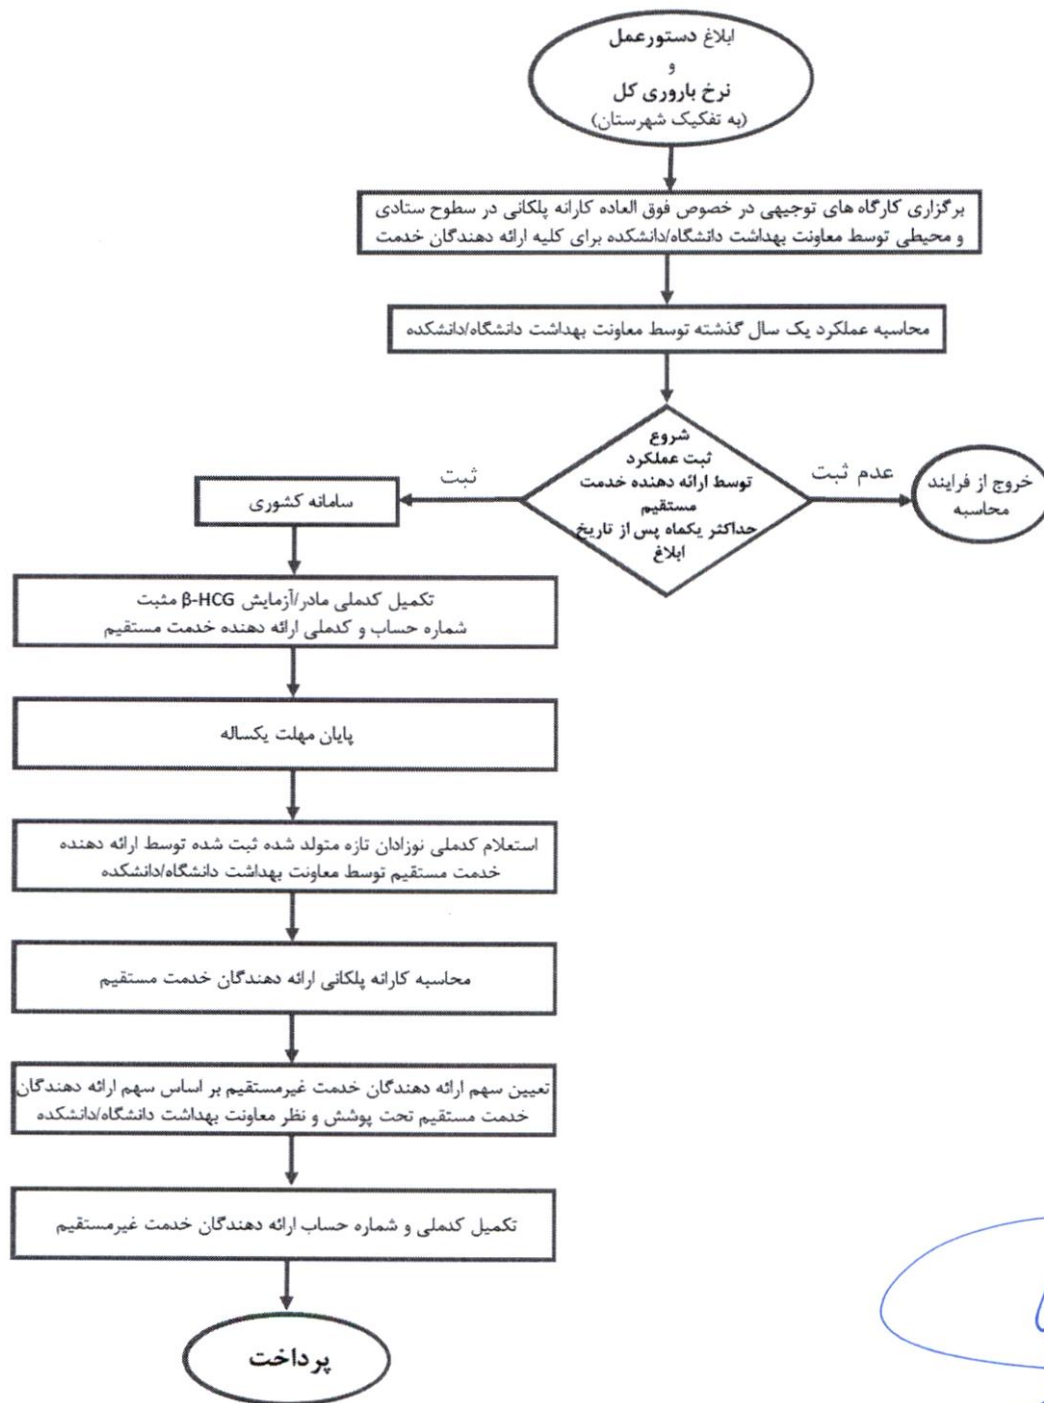 ابلاغ دستورعمل
و
نرخ باروری کل
(به تفکیک شهرستان)
برگزاری کارگاه های توجیهی در خصوص فوق العاده کارانه پلکانی در سطوح ستادی
و محیطی توسط معاونت بهداشت دانشگاه/دانشکده برای کلیه ارائه دهندگان خدمت
محاسبه عملکرد یک سال گذشته توسط معاونت بهداشت دانشگاه/دانشکده
شروع
ثبت عملکرد
توسط ارائه دهنده خدمت
مستقیم
حداکثر یکماه پس از تاریخ
ابلاغ
عدم ثبت
خروج از فرایند
محاسبه
ثبت
سامانه کشوری
تکمیل کدملی مادر/آزمایش β-HCG مثبت
شماره حساب و کدملی ارائه دهنده خدمت مستقیم
پایان مهلت یکساله
استعلام کدملی نوزادان تازه متولد شده ثبت شده توسط ارائه دهنده
خدمت مستقیم توسط معاونت بهداشت دانشگاه/دانشکده
محاسبه کارانه پلکانی ارائه دهندگان خدمت مستقیم
تعیین سهم ارائه دهندگان خدمت غیرمستقیم بر اساس سهم ارائه دهندگان
خدمت مستقیم تحت پوشش و نظر معاونت بهداشت دانشگاه/دانشکده
تکمیل کدملی و شماره حساب ارائه دهندگان خدمت غیرمستقیم
پرداخت